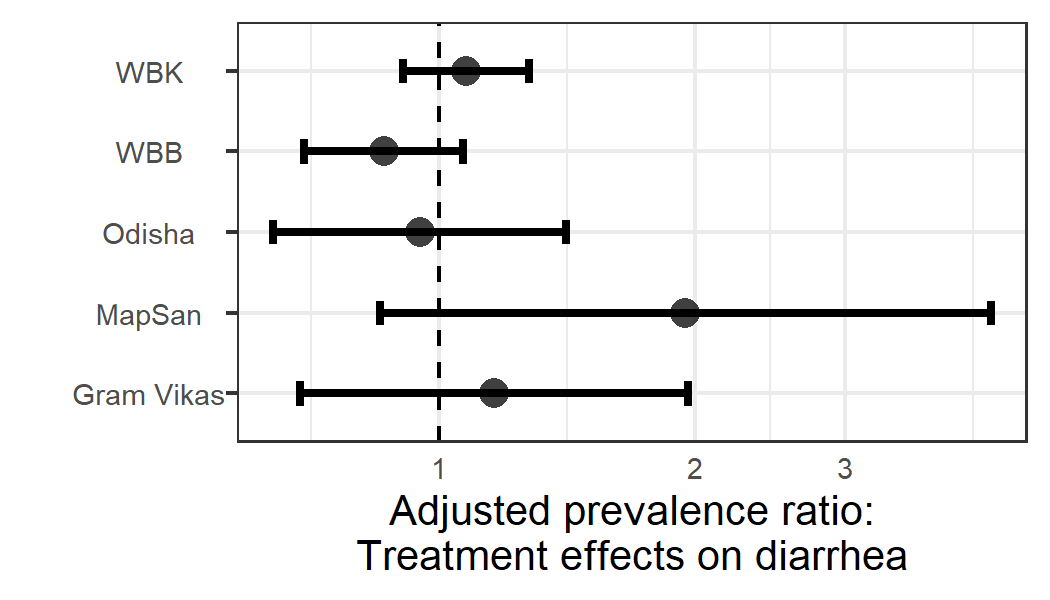 WBK
WBB
Odisha
MapSan
Gram Vikas
1 2 3
Adjusted prevalence ratio:
Treatment effects on diarrhea